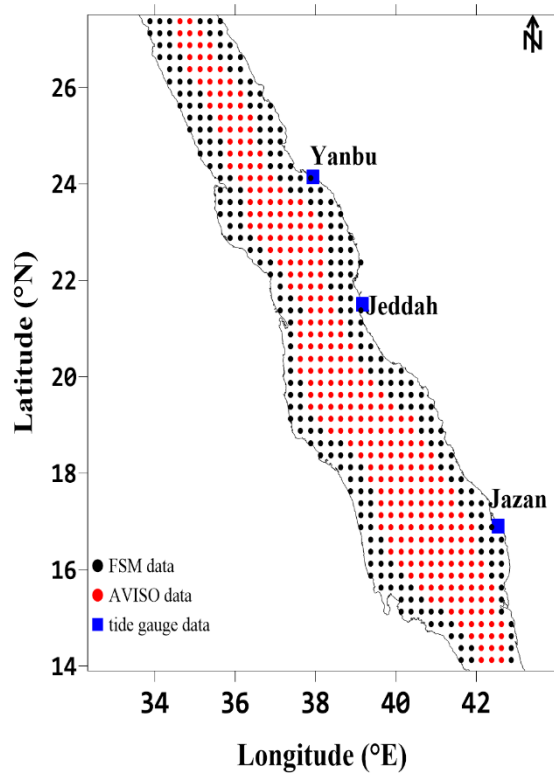 N
26
Yanbu
24
22
Jeddah
Latitude (°N)
20
18
Jazan
FSM data
16
AVISO data
tide gauge data
14
34 36 38 40 42
Longitude (°E)